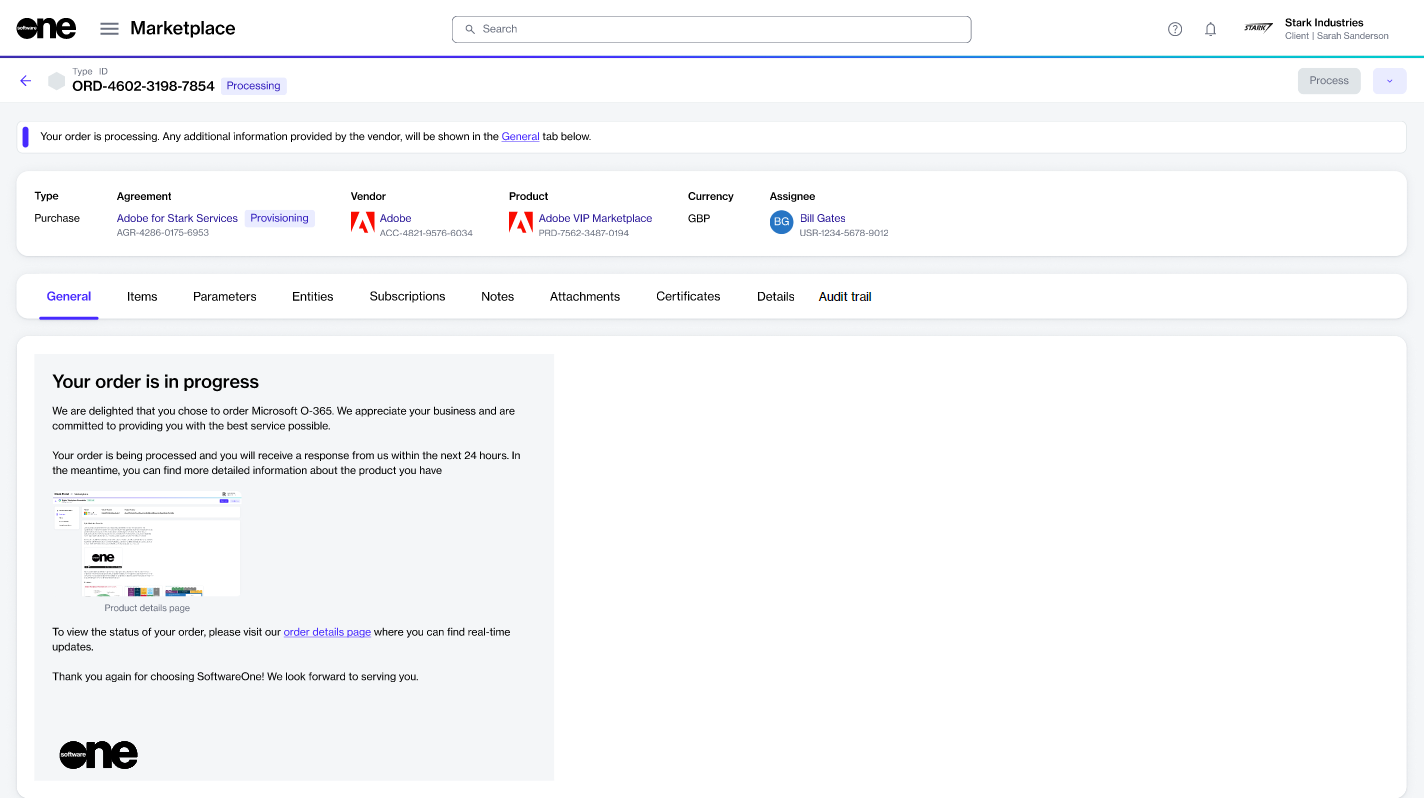 software one
Marketplace
Search
STARK
Stark Industries
Client | Sarah Sanderson
Type ID
ORD-4602-3198-7854 Processing
Process
Your order is processing. Any additional information provided by the vendor, will be shown in the General tab below.
Type Agreement Vendor Product Currency Assignee
Purchase Adobe for Stark Services Provisioning Adobe Adobe VIP Marketplace GBP BG Bill Gates
AGR-4286-0175-6953 ACC-4821-9576-6034 PRD-7562-3487-0194 USR-1234-5678-9012
General Items Parameters Entities Subscriptions Notes Attachments Certificates Details Audit trail
Your order is in progress
We are delighted that you chose to order Microsoft O-365. We appreciate your business and are
committed to providing you with the best service possible.
Your order is being processed and you will receive a response from us within the next 24 hours. In
the meantime, you can find more detailed information about the product you have
one
Product details page
To view the status of your order, please visit our order details page where you can find real-time
updates.
Thank you again for choosing SoftwareOne! We look forward to serving you.
software one